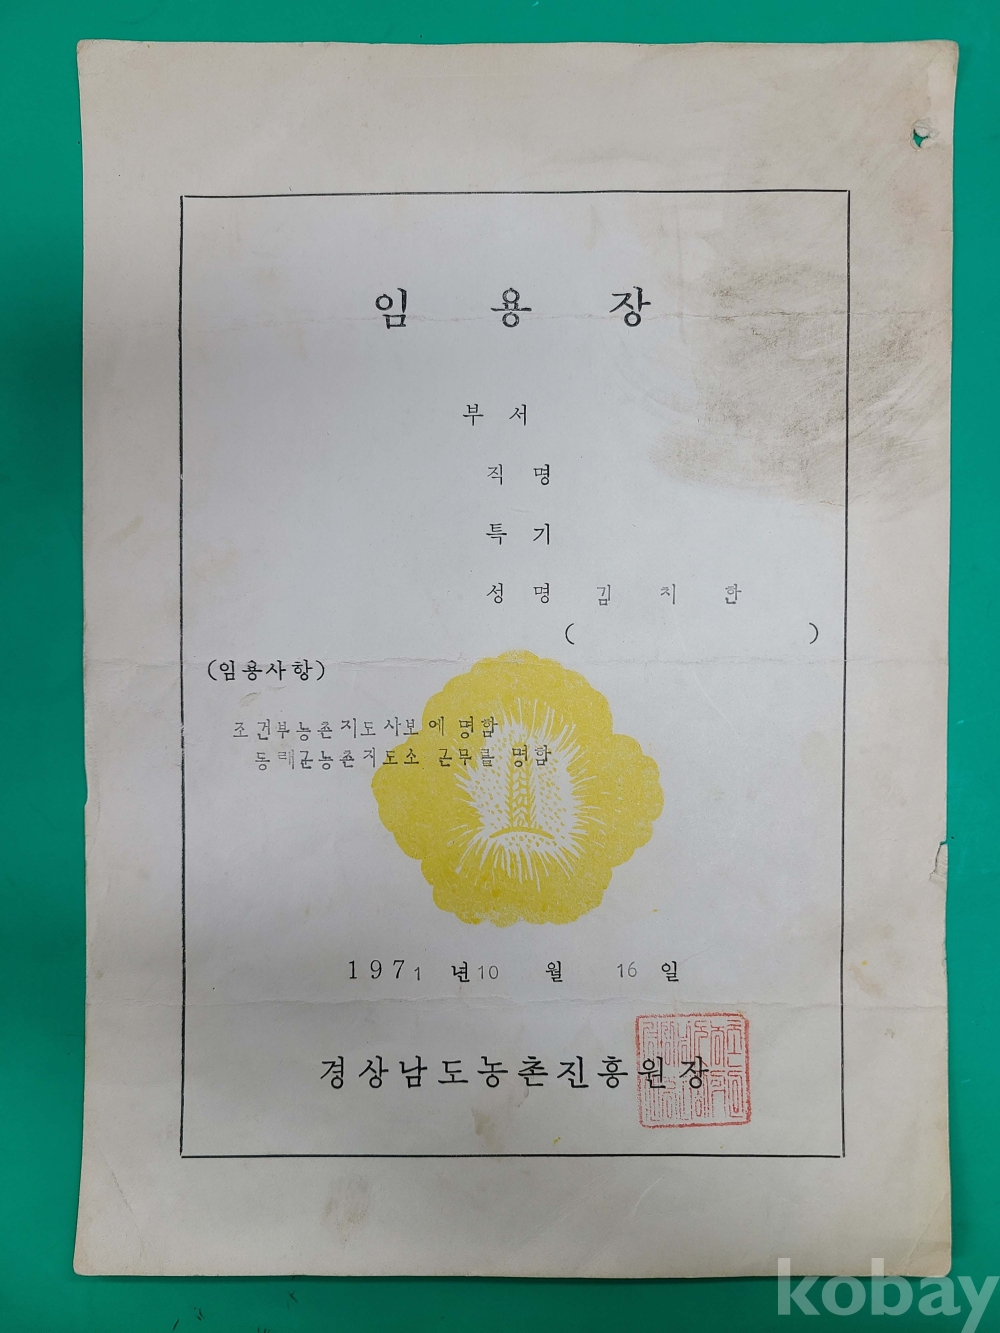 임 용 장
부 서
직 명
특 기
성 명 김 치 한
( )
(임용사항)
조건부농촌지도사보에 명함
동래군농촌지도소 근무를 명함
1971 년 10 월 16 일
경상남도농촌진흥원장
kobay